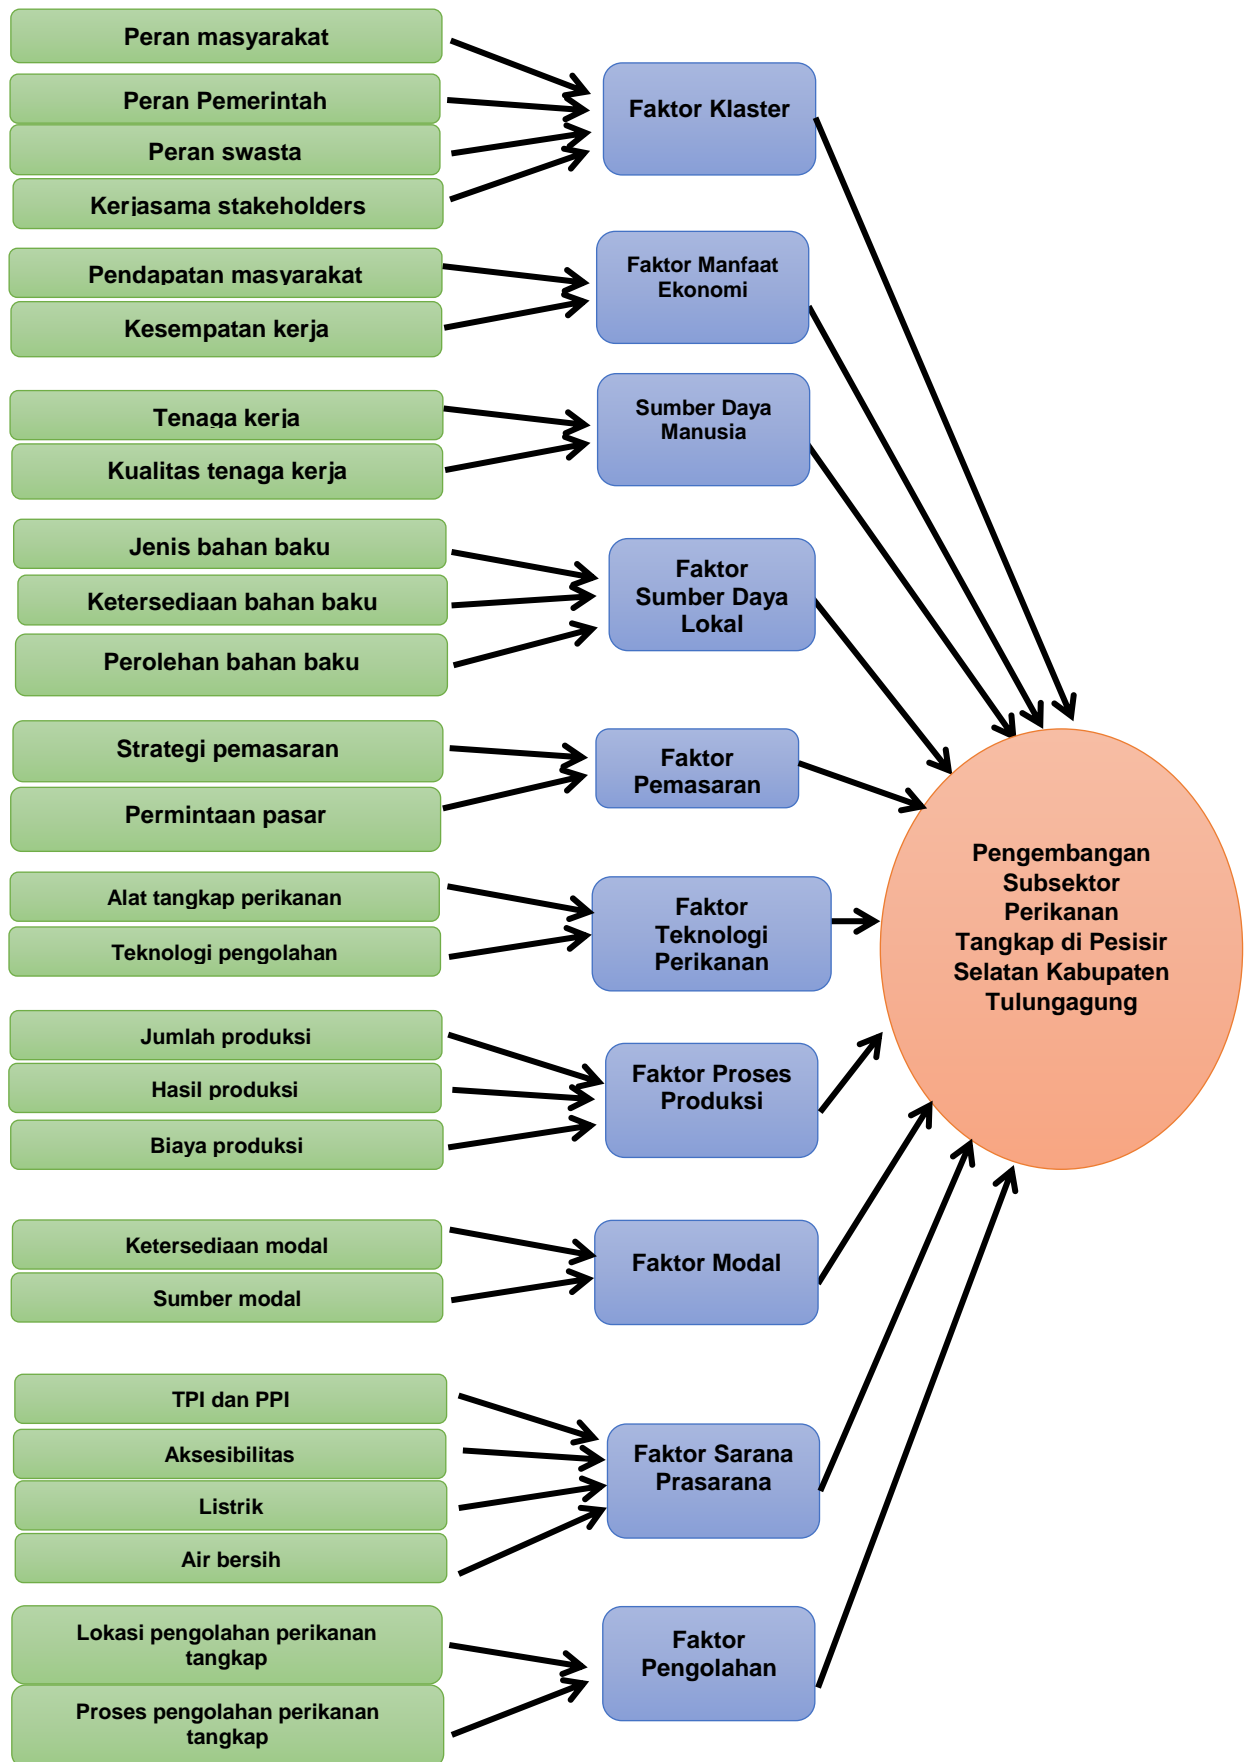 Peran masyarakat
Peran Pemerintah
Peran swasta
Kerjasama stakeholders
Faktor Klaster
Pendapatan masyarakat
Kesempatan kerja
Faktor Manfaat
Ekonomi
Tenaga kerja
Kualitas tenaga kerja
Sumber Daya
Manusia
Jenis bahan baku
Ketersediaan bahan baku
Perolehan bahan baku
Faktor
Sumber Daya
Lokal
Strategi pemasaran
Permintaan pasar
Faktor
Pemasaran
Alat tangkap perikanan
Teknologi pengolahan
Faktor
Teknologi
Perikanan
Jumlah produksi
Hasil produksi
Biaya produksi
Faktor Proses
Produksi
Ketersediaan modal
Sumber modal
Faktor Modal
TPI dan PPI
Aksesibilitas
Listrik
Air bersih
Faktor Sarana
Prasarana
Lokasi pengolahan perikanan
tangkap
Proses pengolahan perikanan
tangkap
Faktor
Pengolahan
Pengembangan
Subsektor
Perikanan
Tangkap di Pesisir
Selatan Kabupaten
Tulungagung